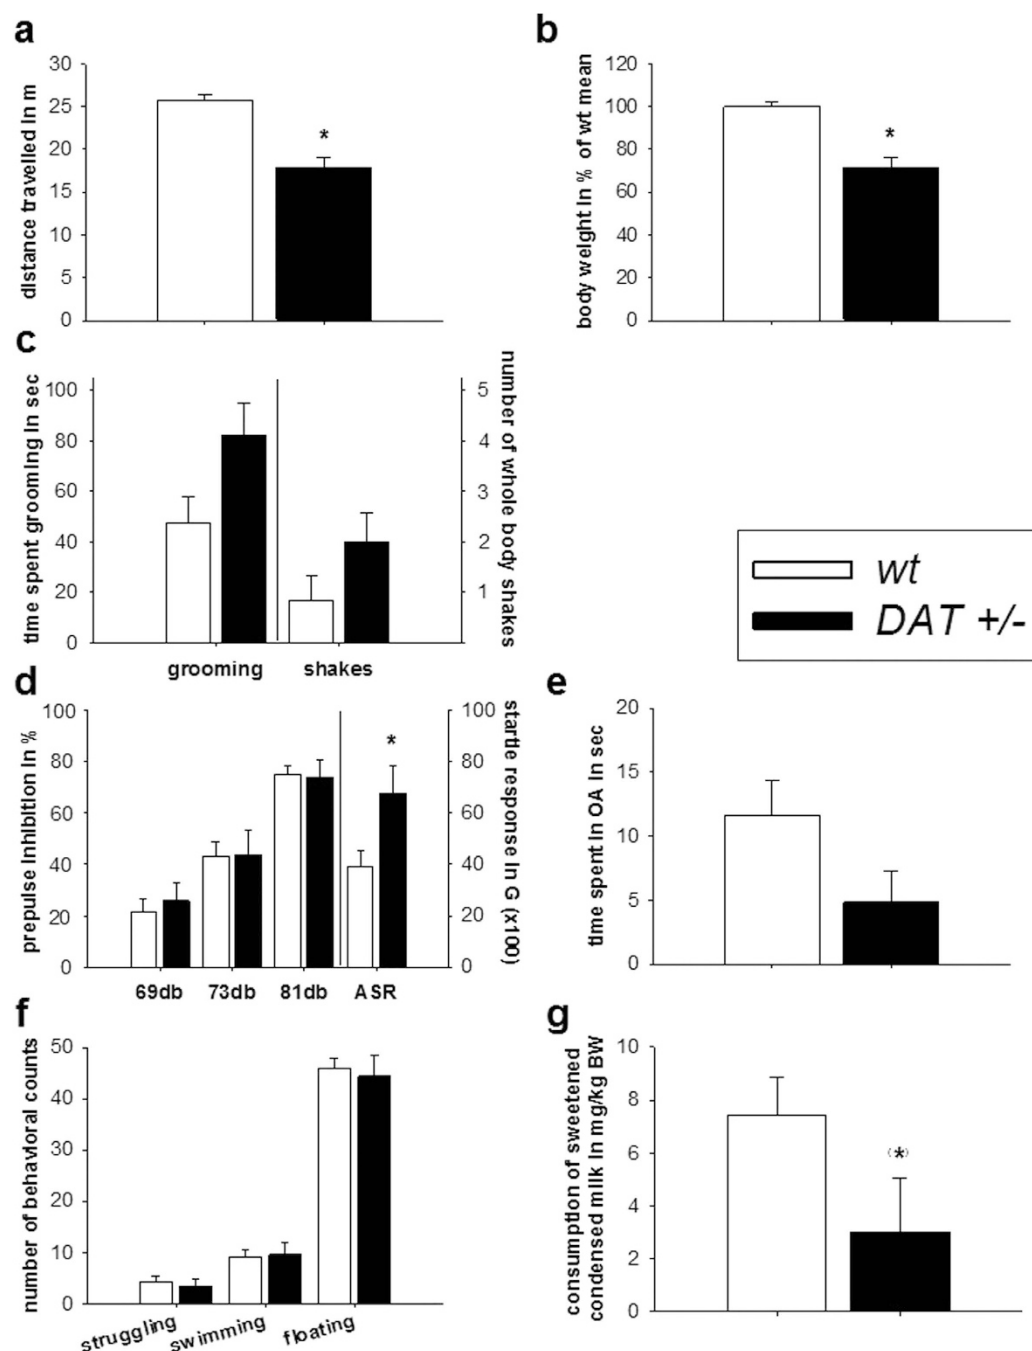 a
distance travelled in m
30
25
20
15
10
5
0
*
b
body weight in % of wt mean
120
100
80
60
40
20
0
*
c
time spent grooming in sec
100
80
60
40
20
0
number of whole body shakes
5
4
3
2
1
grooming shakes
wt
DAT +/-
d
prepulse inhibition in %
100
80
60
40
20
0
startle response in G (x100)
100
80
60
40
20
0
*
69db 73db 81db ASR
e
time spent in OA in sec
20
15
10
5
0
f
number of behavioral counts
50
40
30
20
10
0
struggling swimming floating
g
consumption of sweetened
condensed milk in mg/kg BW
10
8
6
4
2
0
(*)